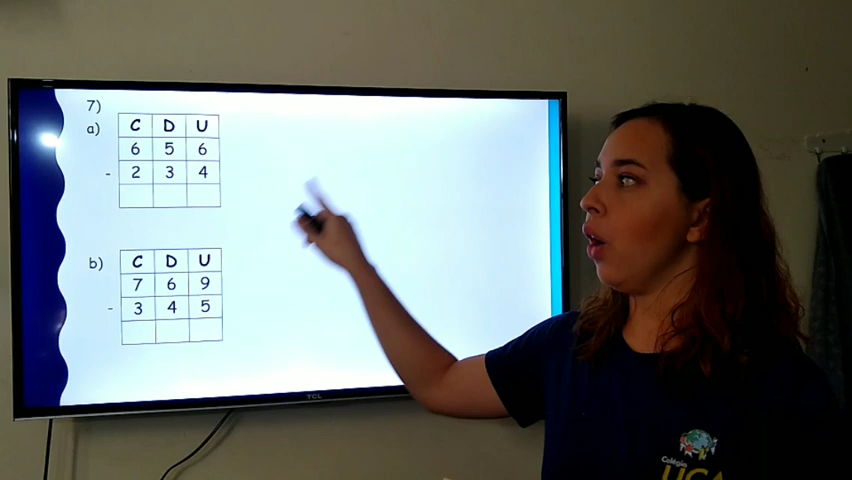 7)
a)
C D U
6 5 6
- 2 3 4
b)
C D U
7 6 9
- 3 4 5
TCL
Colégio